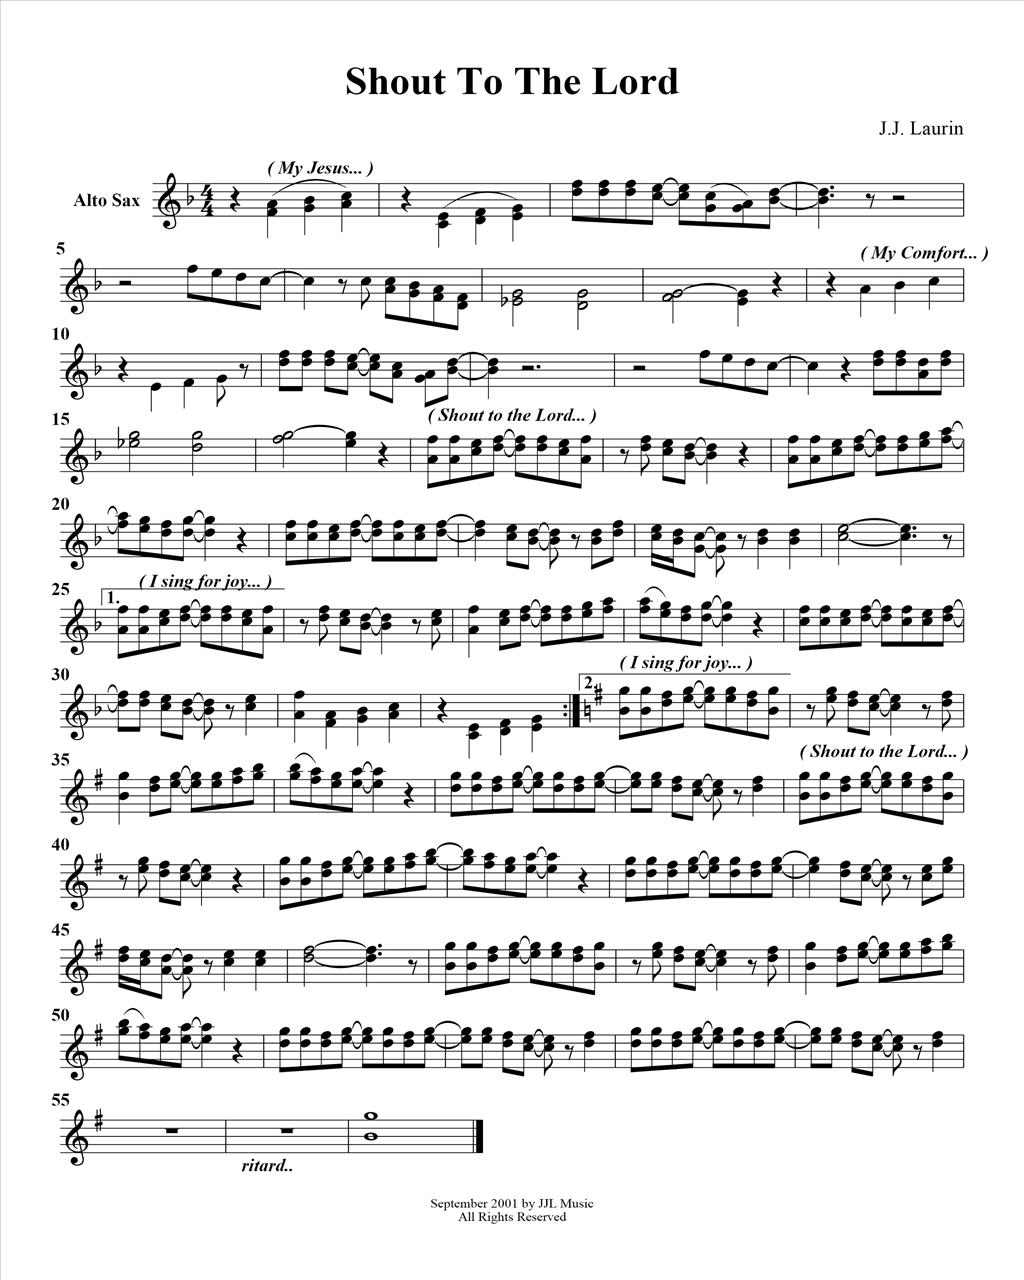 Shout To The Lord
J.J. Laurin
( My Jesus... )
Alto Sax
5
( My Comfort... )
10
15
( Shout to the Lord... )
20
25
1.
( I sing for joy... )
30
2.
( I sing for joy... )
35
( Shout to the Lord... )
40
45
50
55
ritard..
September 2001 by JJL Music
All Rights Reserved